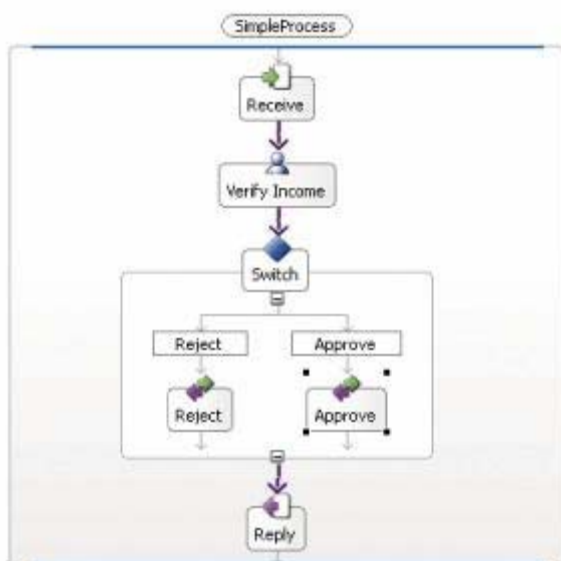 SimpleProcess
Receive
Verify Income
Switch
Reject
Approve
Reject
Approve
Reply